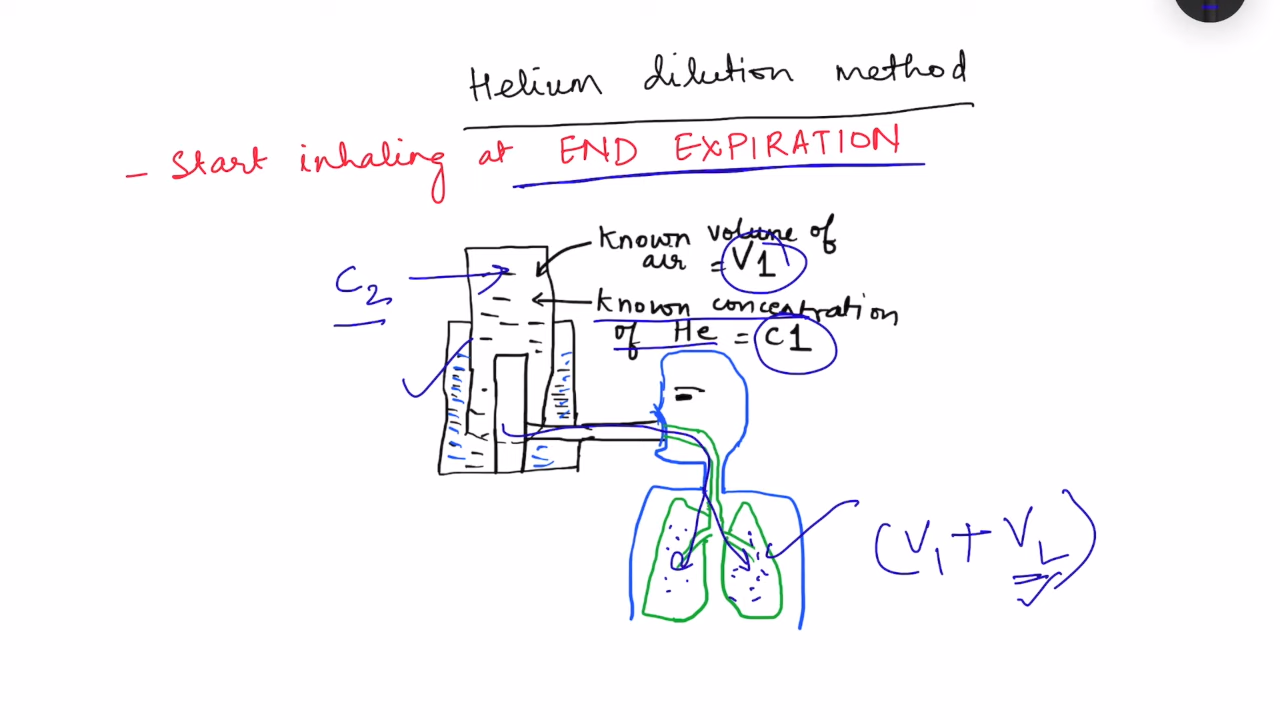 Helium dilution method
- Start inhaling at END EXPIRATION
Known volume of
air = V1
Known concentration
of He = C1
C2
(V1 + VL)